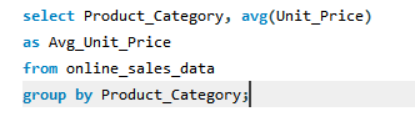 select Product_Category, avg(Unit_Price)
as Avg_Unit_Price
from online_sales_data
group by Product_Category;